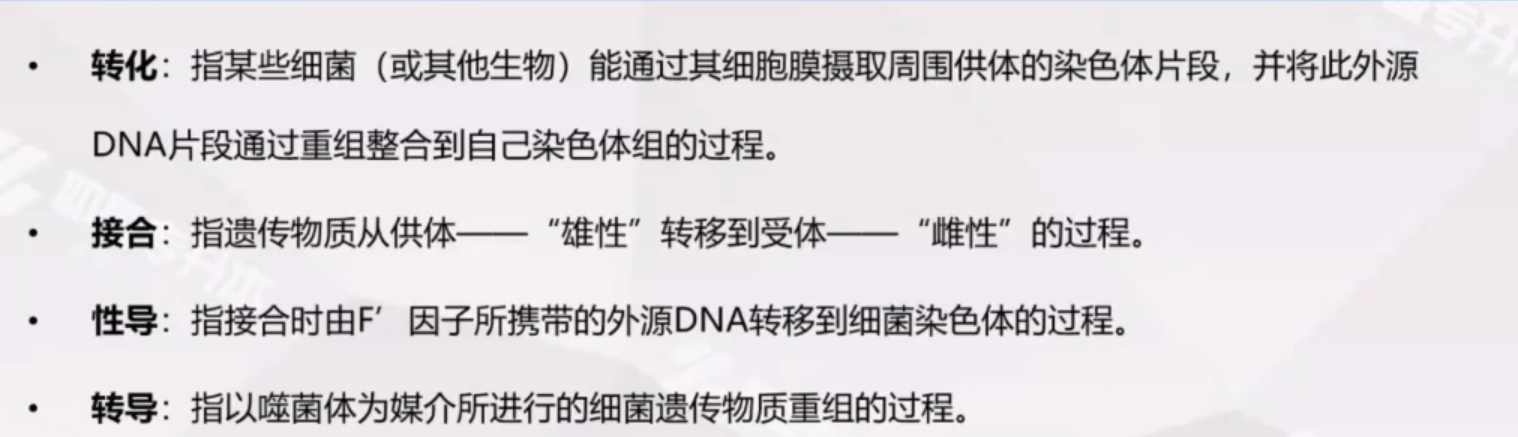 • 转化：指某些细菌（或其他生物）能通过其细胞膜摄取周围供体的染色体片段，并将此外源
DNA片段通过重组整合到自己染色体组的过程。
• 接合：指遗传物质从供体——“雄性”转移到受体——“雌性”的过程。
• 性导：指接合时由F’因子所携带的外源DNA转移到细菌染色体的过程。
• 转导：指以噬菌体为媒介所进行的细菌遗传物质重组的过程。